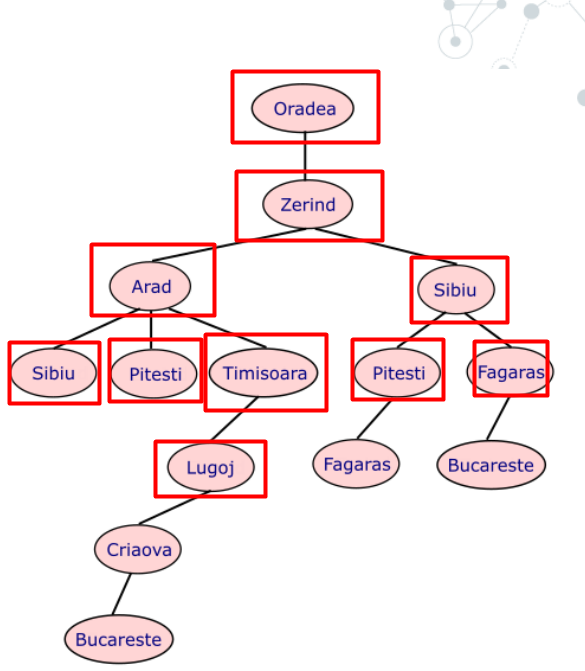 Oradea
Zerind
Arad
Sibiu
Sibiu
Pitesti
Timisoara
Pitesti
Fagaras
Lugoj
Fagaras
Bucareste
Criaova
Bucareste